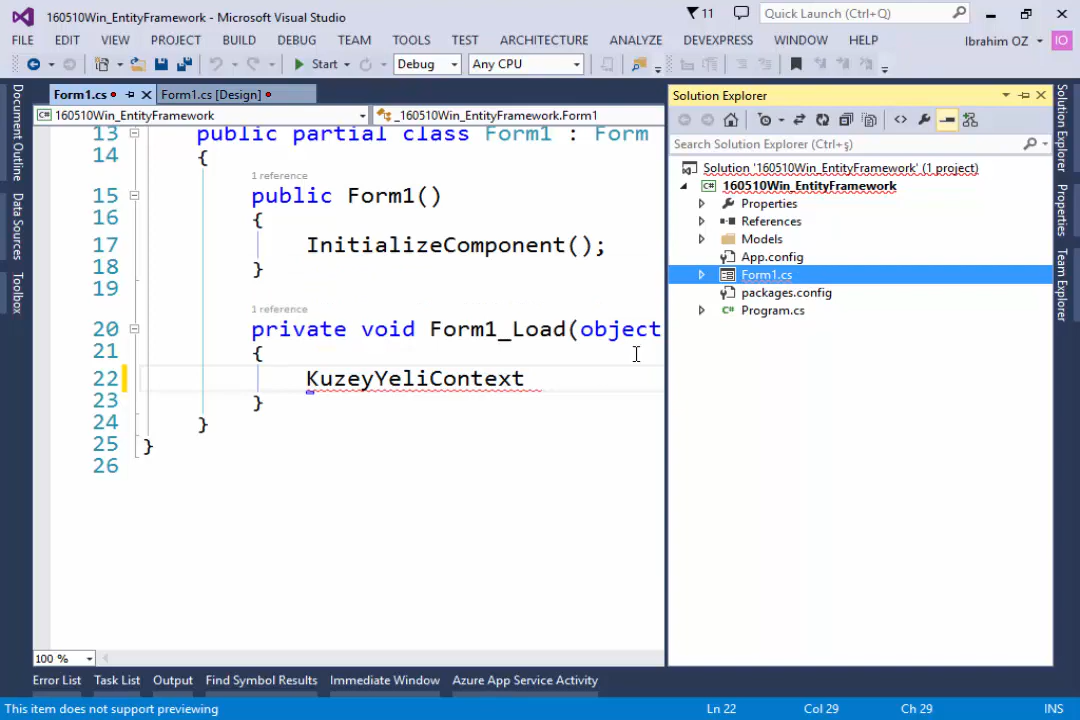 160510Win_EntityFramework - Microsoft Visual Studio
11
Quick Launch (Ctrl+Q)
FILE EDIT VIEW PROJECT BUILD DEBUG TEAM TOOLS TEST ARCHITECTURE ANALYZE DEVEXPRESS WINDOW HELP
Ibrahim OZ
IO
Start
Debug
Any CPU
Form1.cs
Form1.cs [Design]
160510Win_EntityFramework
_160510Win_EntityFramework.Form1
Document Outline
Data Sources
Toolbox
13 public partial class Form1 : Form
14 {
1 reference
15 public Form1()
16 {
17 InitializeComponent();
18 }
19
1 reference
20 private void Form1_Load(object
21 {
22 KuzeyYeliContext
23 }
24 }
25 }
26
100 %
Solution Explorer
Search Solution Explorer (Ctrl+ş)
Solution '160510Win_EntityFramework' (1 project)
C# 160510Win_EntityFramework
Properties
References
Models
App.config
Form1.cs
packages.config
C# Program.cs
Solution Explorer
Properties
Team Explorer
Error List Task List Output Find Symbol Results Immediate Window Azure App Service Activity
This item does not support previewing
Ln 22 Col 29 Ch 29 INS